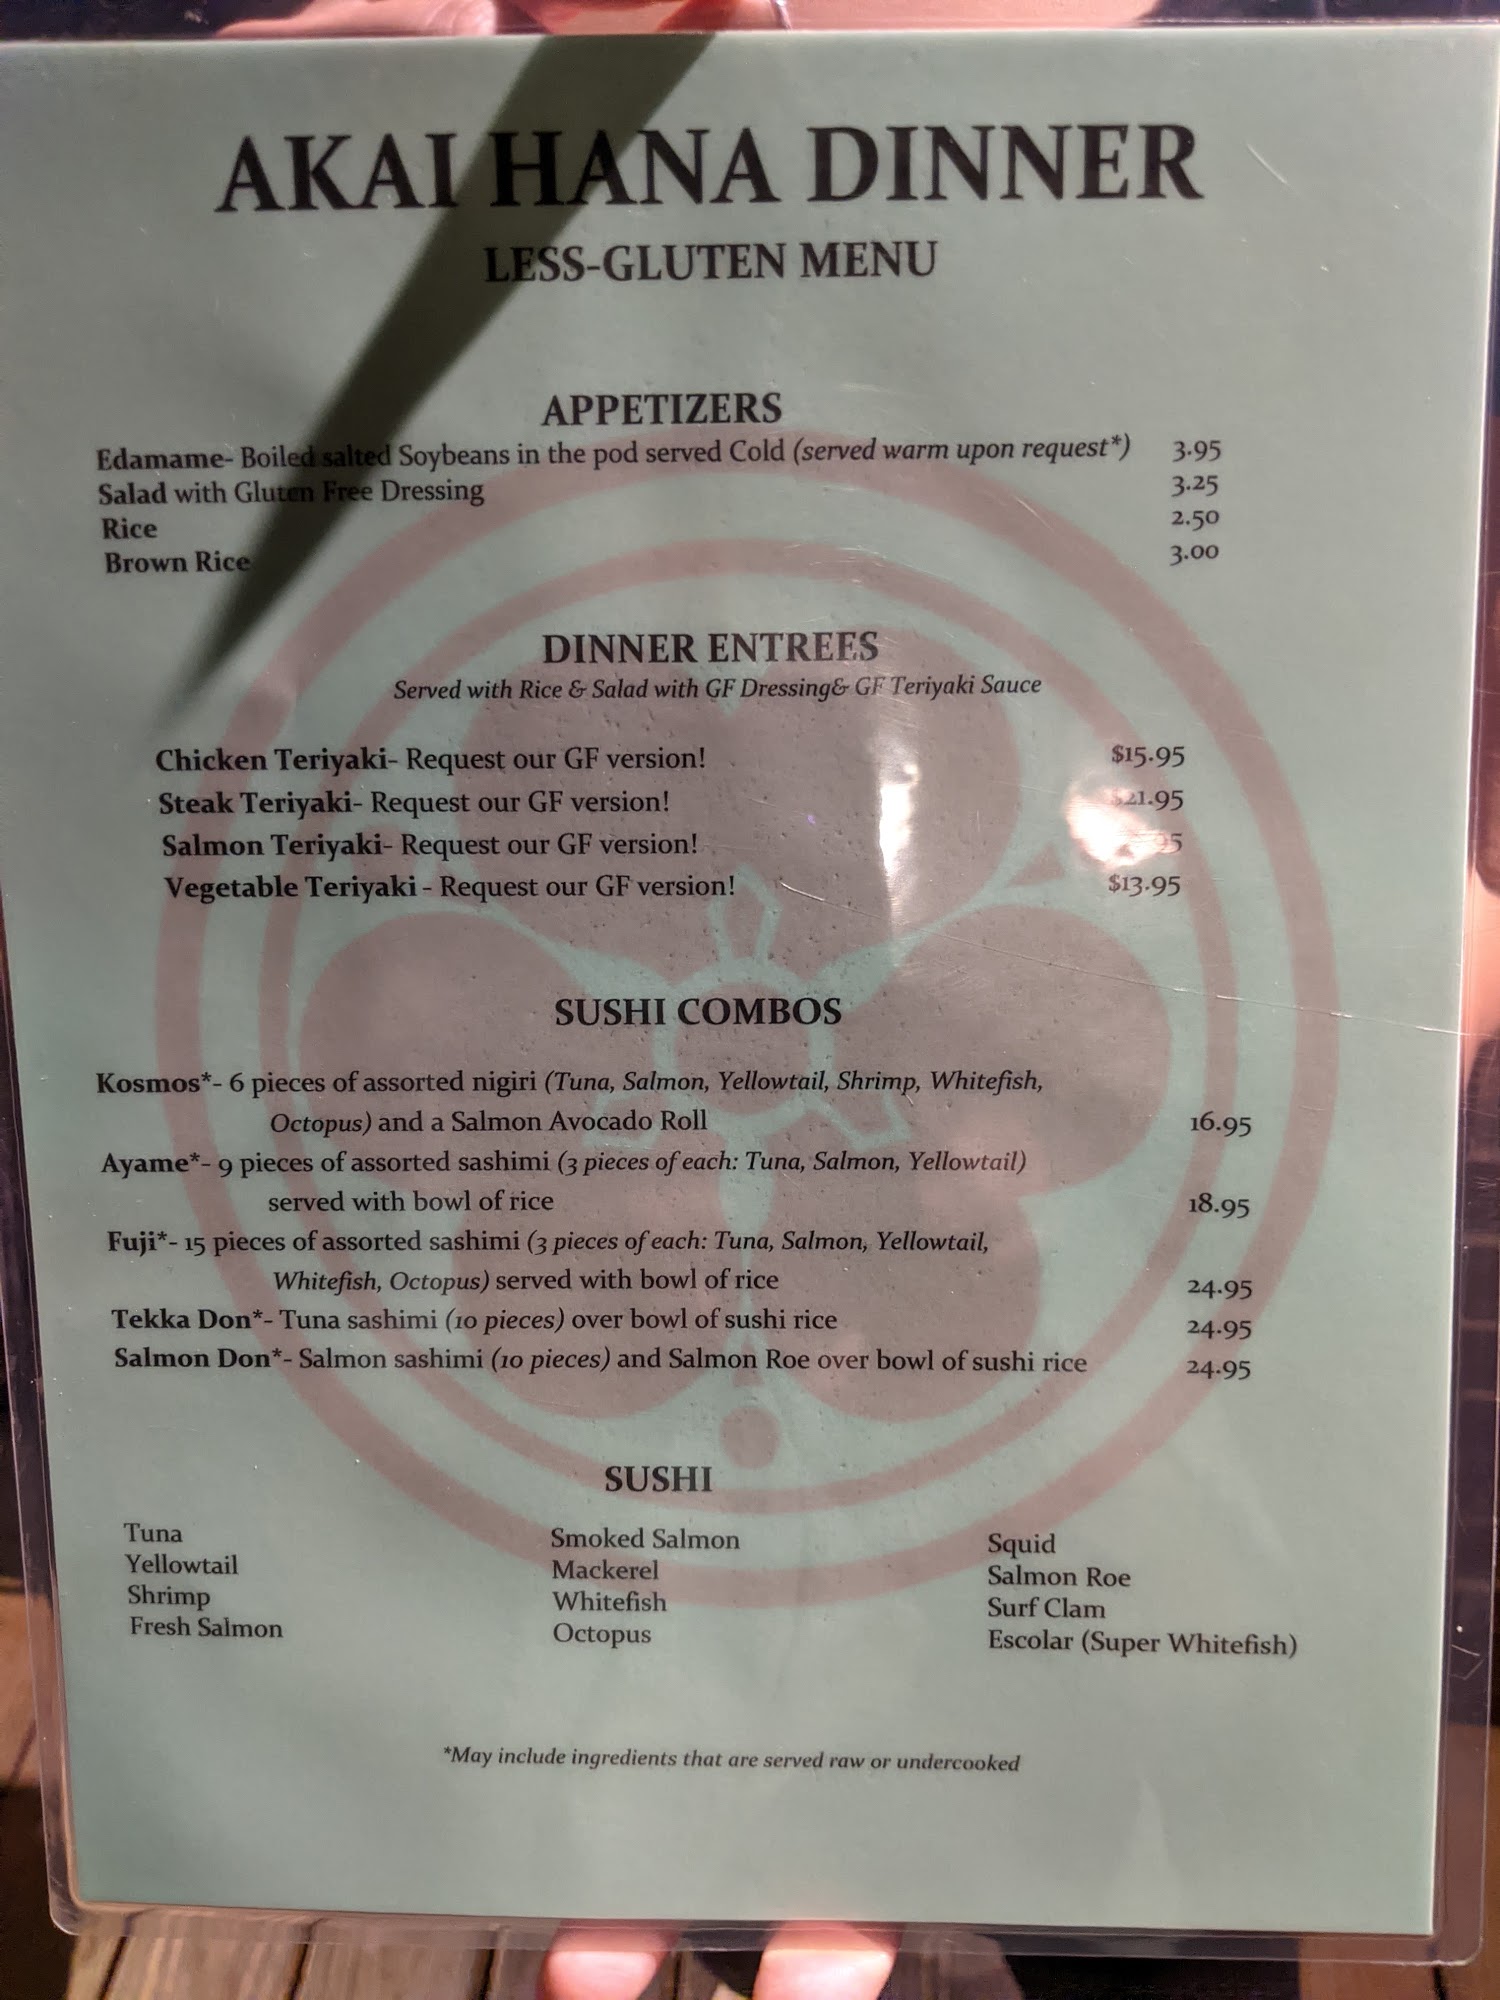 AKAI HANA DINNER
LESS-GLUTEN MENU
APPETIZERS
Edamame- Boiled salted Soybeans in the pod served Cold (served warm upon request*) 3.95
Salad with Gluten Free Dressing 3.25
Rice 2.50
Brown Rice 3.00
DINNER ENTREES
Served with Rice & Salad with GF Dressing& GF Teriyaki Sauce
Chicken Teriyaki- Request our GF version! $15.95
Steak Teriyaki- Request our GF version! $21.95
Salmon Teriyaki- Request our GF version!
Vegetable Teriyaki - Request our GF version! $13.95
SUSHI COMBOS
Kosmos*- 6 pieces of assorted nigiri (Tuna, Salmon, Yellowtail, Shrimp, Whitefish,
Octopus) and a Salmon Avocado Roll 16.95
Ayame*- 9 pieces of assorted sashimi (3 pieces of each: Tuna, Salmon, Yellowtail)
served with bowl of rice 18.95
Fuji*- 15 pieces of assorted sashimi (3 pieces of each: Tuna, Salmon, Yellowtail,
Whitefish, Octopus) served with bowl of rice 24.95
Tekka Don*- Tuna sashimi (10 pieces) over bowl of sushi rice 24.95
Salmon Don*- Salmon sashimi (10 pieces) and Salmon Roe over bowl of sushi rice 24.95
SUSHI
Tuna
Yellowtail
Shrimp
Fresh Salmon
Smoked Salmon
Mackerel
Whitefish
Octopus
Squid
Salmon Roe
Surf Clam
Escolar (Super Whitefish)
*May include ingredients that are served raw or undercooked